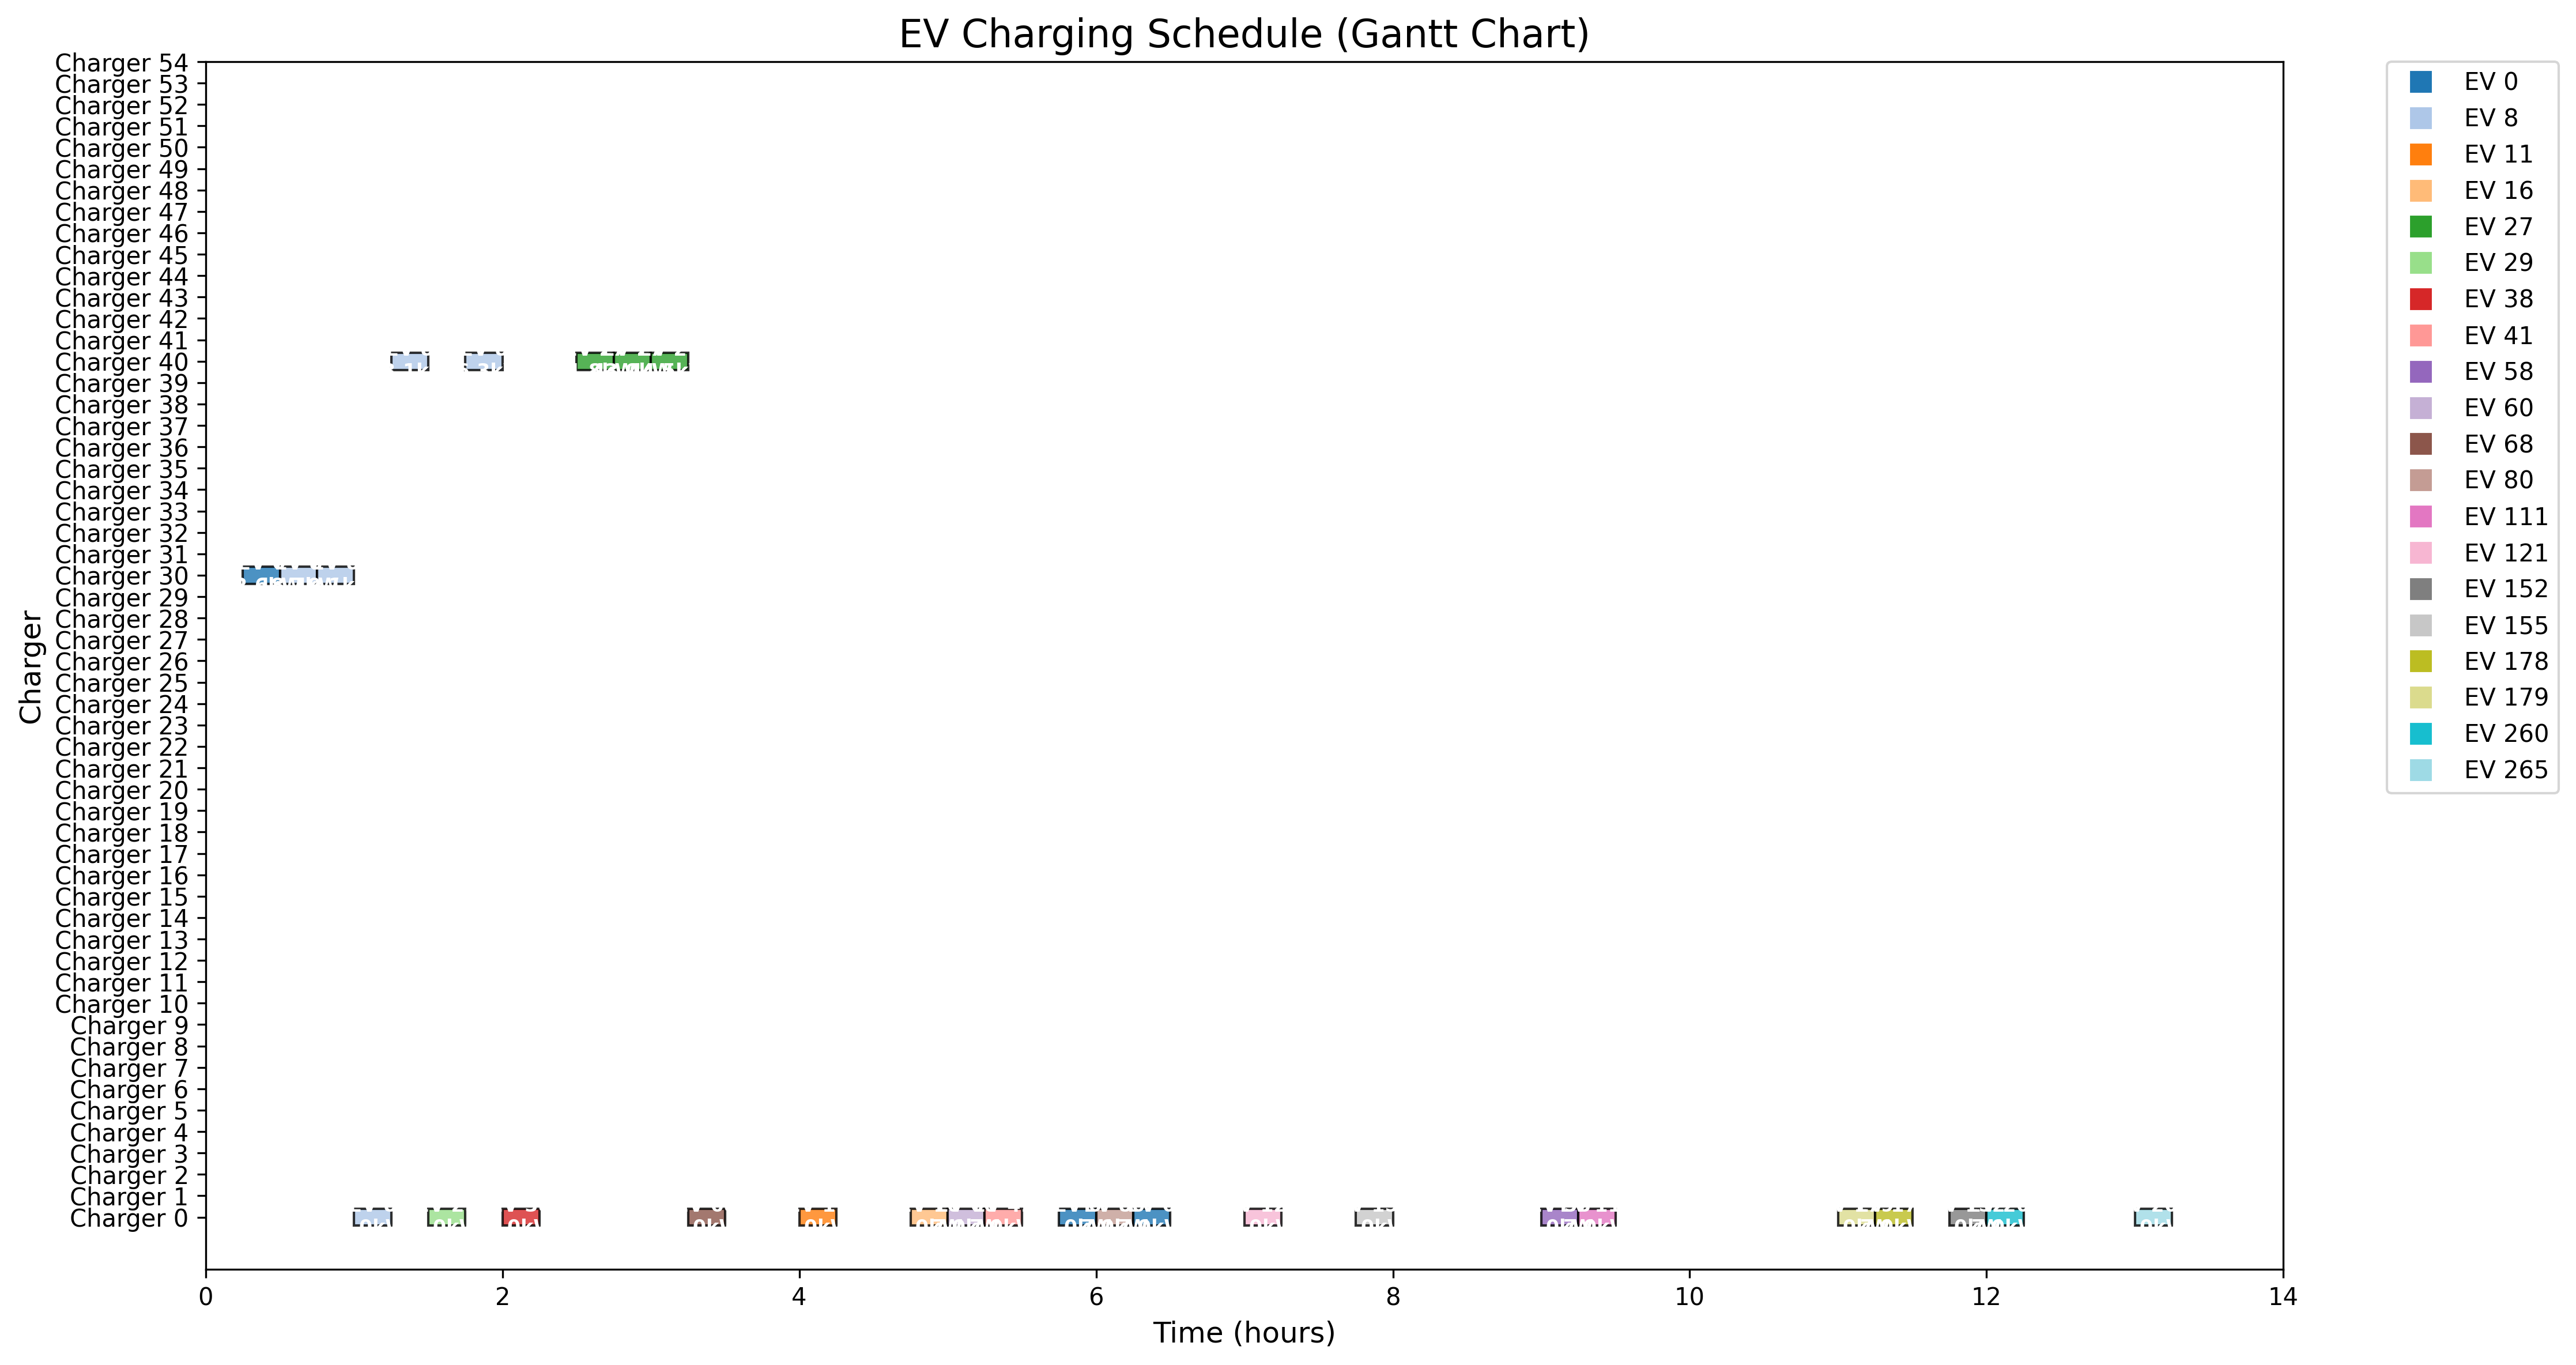 EV Charging Schedule (Gantt Chart)
Charger 54
Charger 53
Charger 52
Charger 51
Charger 50
Charger 49
Charger 48
Charger 47
Charger 46
Charger 45
Charger 44
Charger 43
Charger 42
Charger 41
Charger 40
Charger 39
Charger 38
Charger 37
Charger 36
Charger 35
Charger 34
Charger 33
Charger 32
Charger 31
Charger 30
Charger 29
Charger 28
Charger 27
Charger 26
Charger 25
Charger 24
Charger 23
Charger 22
Charger 21
Charger 20
Charger 19
Charger 18
Charger 17
Charger 16
Charger 15
Charger 14
Charger 13
Charger 12
Charger 11
Charger 10
Charger 9
Charger 8
Charger 7
Charger 6
Charger 5
Charger 4
Charger 3
Charger 2
Charger 1
Charger 0
Charger
0 2 4 6 8 10 12 14
Time (hours)
EV 0
EV 8
EV 11
EV 16
EV 27
EV 29
EV 38
EV 41
EV 58
EV 60
EV 68
EV 80
EV 111
EV 121
EV 152
EV 155
EV 178
EV 179
EV 260
EV 265